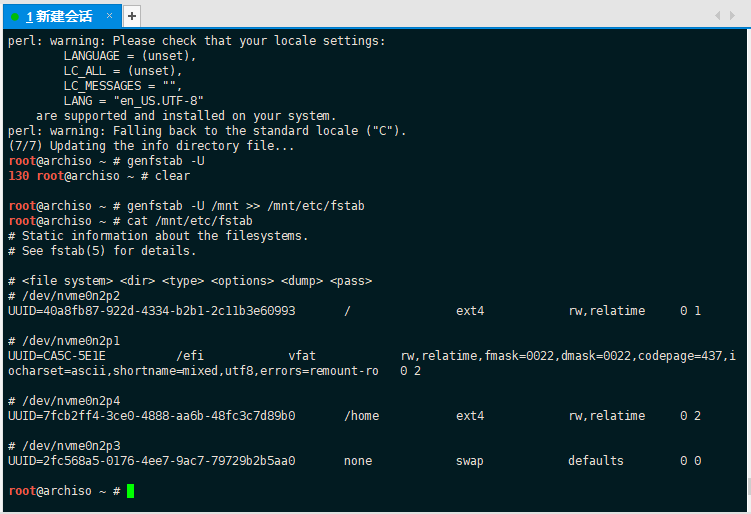 1 新建会话 × +
perl: warning: Please check that your locale settings:
        LANGUAGE = (unset),
        LC_ALL = (unset),
        LC_MESSAGES = "",
        LANG = "en_US.UTF-8"
    are supported and installed on your system.
perl: warning: Falling back to the standard locale ("C").
(7/7) Updating the info directory file...
root@archiso ~ # genfstab -U
130 root@archiso ~ # clear
root@archiso ~ # genfstab -U /mnt >> /mnt/etc/fstab
root@archiso ~ # cat /mnt/etc/fstab
# Static information about the filesystems.
# See fstab(5) for details.
# <file system> <dir> <type> <options> <dump> <pass>
# /dev/nvme0n2p2
UUID=40a8fb87-922d-4334-b2b1-2c11b3e60993       /               ext4            rw,relatime     0 1
# /dev/nvme0n2p1
UUID=CA5C-5E1E          /efi            vfat            rw,relatime,fmask=0022,dmask=0022,codepage=437,i
ocharset=ascii,shortname=mixed,utf8,errors=remount-ro   0 2
# /dev/nvme0n2p4
UUID=7fcb2ff4-3ce0-4888-aa6b-48fc3c7d89b0       /home           ext4            rw,relatime     0 2
# /dev/nvme0n2p3
UUID=2fc568a5-0176-4ee7-9ac7-79729b2b5aa0       none            swap            defaults        0 0
root@archiso ~ #